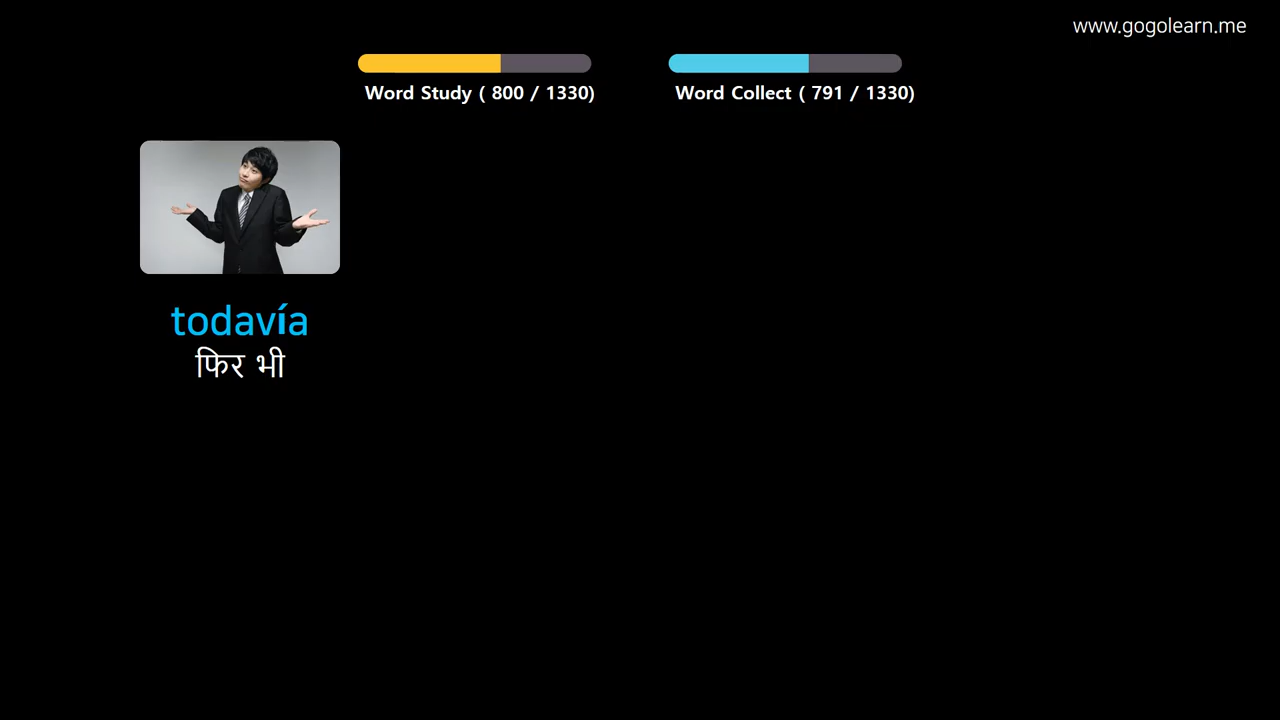 www.gogolearn.me
Word Study ( 800 / 1330)
Word Collect ( 791 / 1330)
todavía
फिर भी